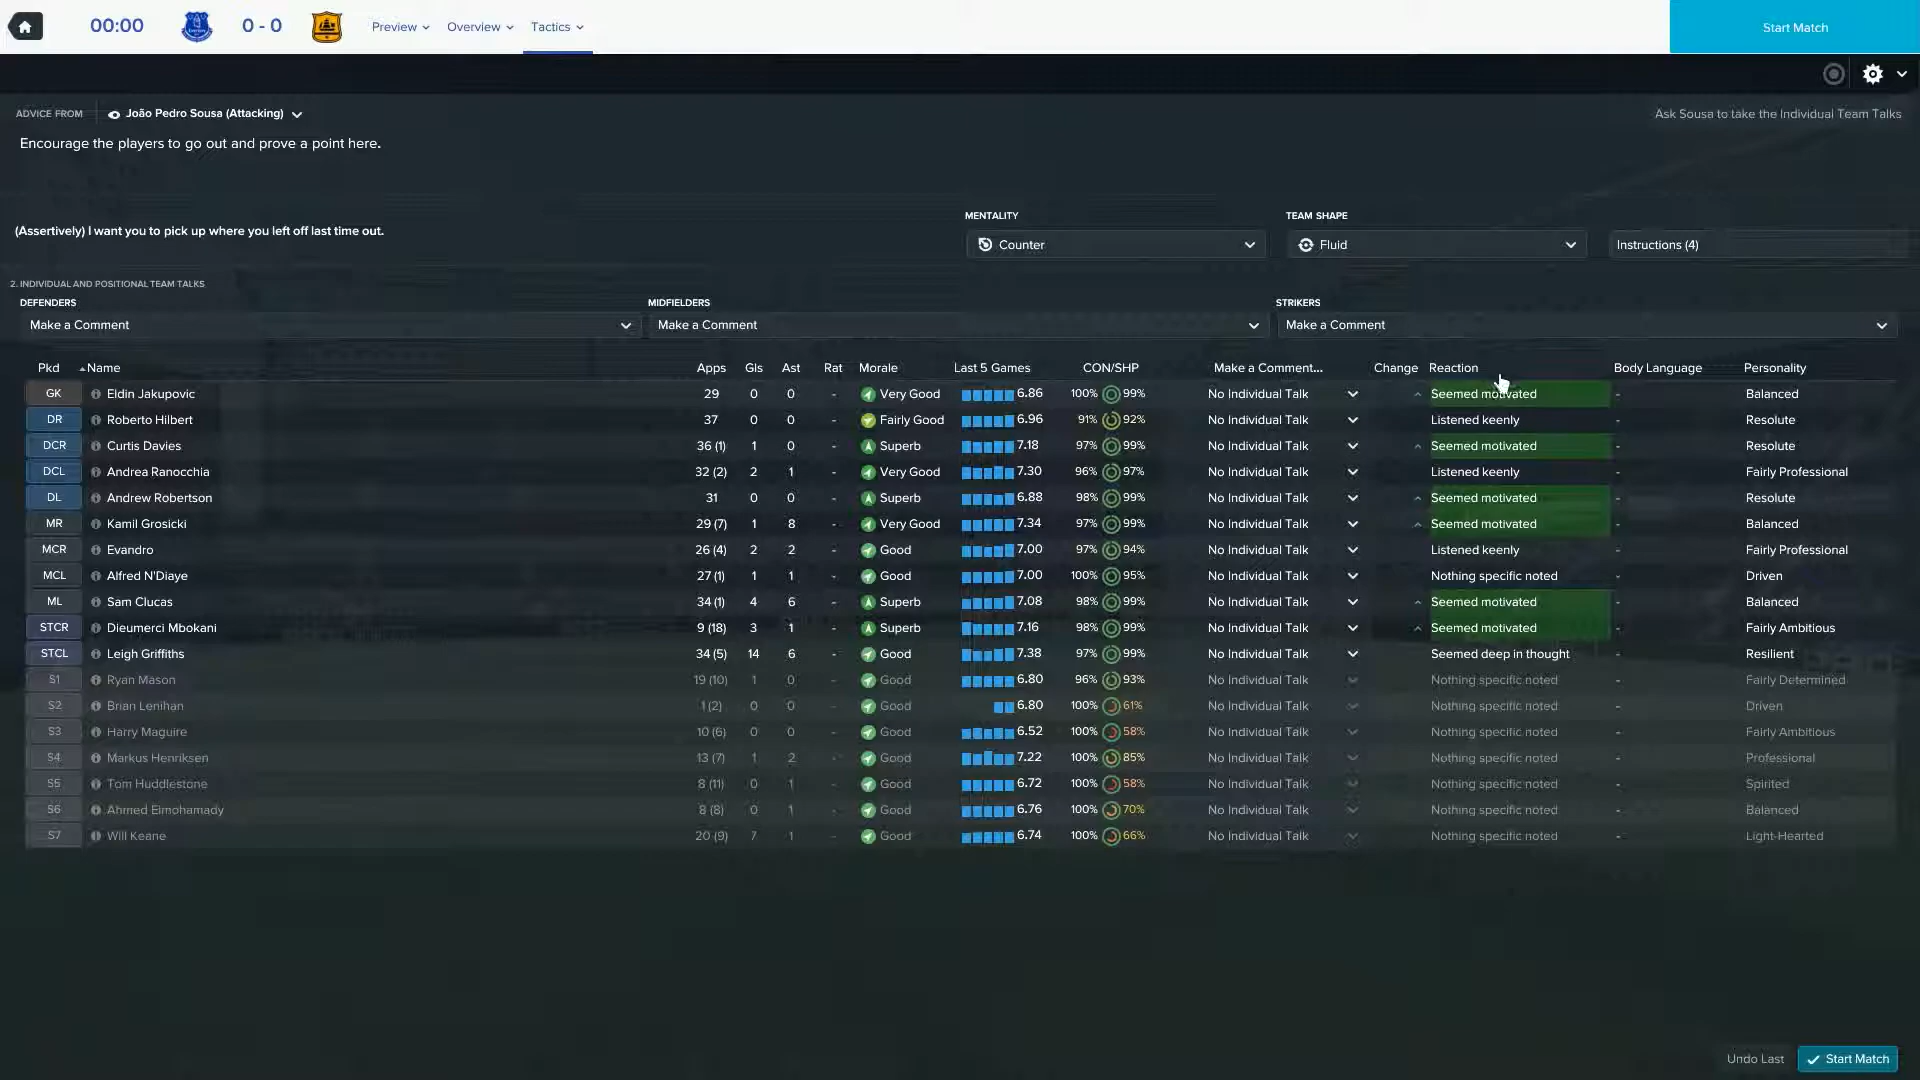 00:00
0 - 0
Preview
Overview
Tactics
Start Match
ADVICE FROM
João Pedro Sousa (Attacking)
Ask Sousa to take the Individual Team Talks
Encourage the players to go out and prove a point here.
MENTALITY
TEAM SHAPE
(Assertively) I want you to pick up where you left off last time out.
Counter
Fluid
Instructions (4)
2. INDIVIDUAL AND POSITIONAL TEAM TALKS
DEFENDERS
MIDFIELDERS
STRIKERS
Make a Comment
Make a Comment
Make a Comment
Pkd Name Apps Gls Ast Rat Morale Last 5 Games CON/SHP Make a Comment... Change Reaction Body Language Personality
GK Eldin Jakupovic 29 0 0 - Very Good 6.86 100% 99% No Individual Talk Seemed motivated - Balanced
DR Roberto Hilbert 37 0 0 - Fairly Good 6.96 91% 92% No Individual Talk Listened keenly - Resolute
DCR Curtis Davies 36 (1) 1 0 - Superb 7.18 97% 99% No Individual Talk Seemed motivated - Resolute
DCL Andrea Ranocchia 32 (2) 2 1 - Very Good 7.30 96% 97% No Individual Talk Listened keenly - Fairly Professional
DL Andrew Robertson 31 0 0 - Superb 6.88 98% 99% No Individual Talk Seemed motivated - Resolute
MR Kamil Grosicki 29 (7) 1 8 - Very Good 7.34 97% 99% No Individual Talk Seemed motivated - Balanced
MCR Evandro 26 (4) 2 2 - Good 7.00 97% 94% No Individual Talk Listened keenly - Fairly Professional
MCL Alfred N'Diaye 27 (1) 1 1 - Good 7.00 100% 95% No Individual Talk Nothing specific noted - Driven
ML Sam Clucas 34 (1) 4 6 - Superb 7.08 98% 99% No Individual Talk Seemed motivated - Balanced
STCR Dieumerci Mbokani 9 (18) 3 1 - Superb 7.16 98% 99% No Individual Talk Seemed motivated - Fairly Ambitious
STCL Leigh Griffiths 34 (5) 14 6 - Good 7.38 97% 99% No Individual Talk Seemed deep in thought - Resilient
S1 Ryan Mason 19 (10) 1 0 - Good 6.80 96% 93% No Individual Talk Nothing specific noted - Fairly Determined
S2 Brian Lenihan 1 (2) 0 0 - Good 6.80 100% 61% No Individual Talk Nothing specific noted - Driven
S3 Harry Maguire 10 (6) 0 0 - Good 6.52 100% 58% No Individual Talk Nothing specific noted - Fairly Ambitious
S4 Markus Henriksen 13 (7) 1 2 - Good 7.22 100% 85% No Individual Talk Nothing specific noted - Professional
S5 Tom Huddlestone 8 (11) 0 1 - Good 6.72 100% 58% No Individual Talk Nothing specific noted - Spirited
S6 Ahmed Elmohamady 8 (8) 0 1 - Good 6.76 100% 70% No Individual Talk Nothing specific noted - Balanced
S7 Will Keane 20 (9) 7 1 - Good 6.74 100% 66% No Individual Talk Nothing specific noted - Light-Hearted
Undo Last
Start Match